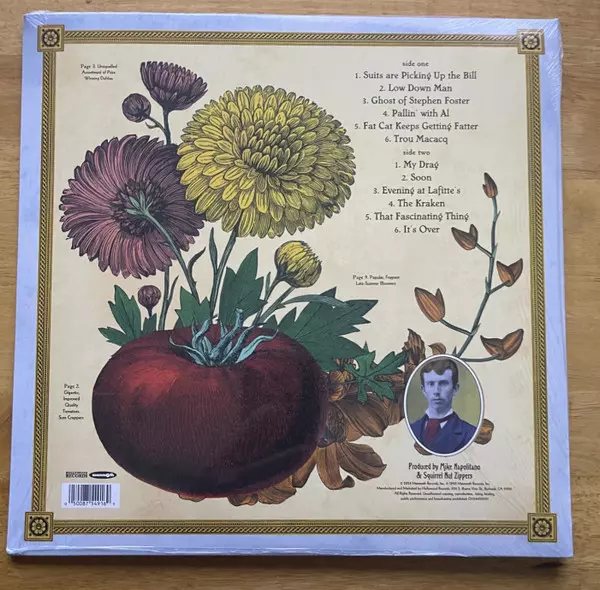 Page 3. Unequalled
Assortment of Prize
Winning Dahlias
side one
1. Suits are Picking Up the Bill
2. Low Down Man
3. Ghost of Stephen Foster
4. Pallin' with Al
5. Fat Cat Keeps Getting Fatter
6. Trou Macacq
side two
1. My Drag
2. Soon
3. Evening at Lafitte's
4. The Kraken
5. That Fascinating Thing
6. It's Over
Page 9. Popular, Fragrant
Late-Summer Bloomers
Page 2.
Gigantic,
Improved
Quality
Tomatoes
Sure Croppers
Produced by Mike Napolitano
& Squirrel Nut Zippers
RECORDS
mammoth